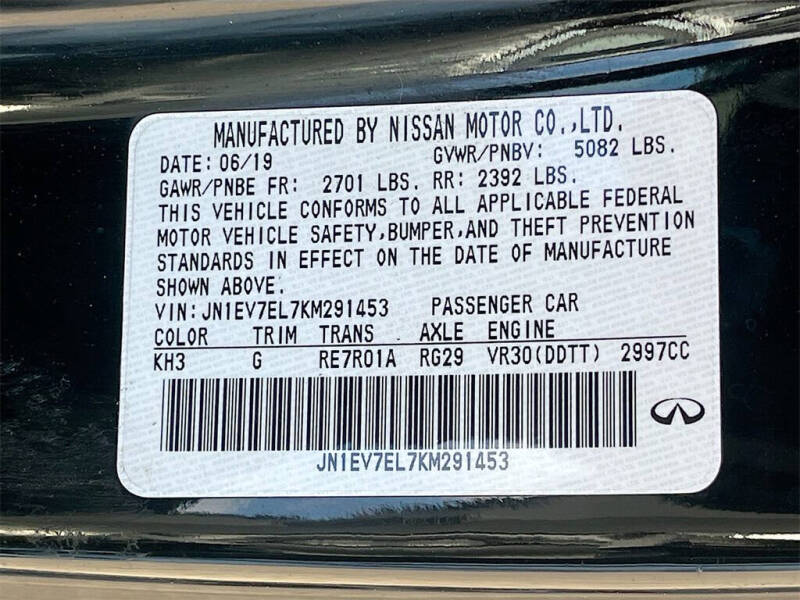 MANUFACTURED BY NISSAN MOTOR CO.,LTD.
DATE: 06/19 GVWR/PNBV: 5082 LBS.
GAWR/PNBE FR: 2701 LBS. RR: 2392 LBS.
THIS VEHICLE CONFORMS TO ALL APPLICABLE FEDERAL
MOTOR VEHICLE SAFETY,BUMPER,AND THEFT PREVENTION
STANDARDS IN EFFECT ON THE DATE OF MANUFACTURE
SHOWN ABOVE.
VIN:JN1EV7EL7KM291453 PASSENGER CAR
COLOR TRIM TRANS AXLE ENGINE
KH3 G RE7R01A RG29 VR30(DDTT) 2997CC
JN1EV7EL7KM291453